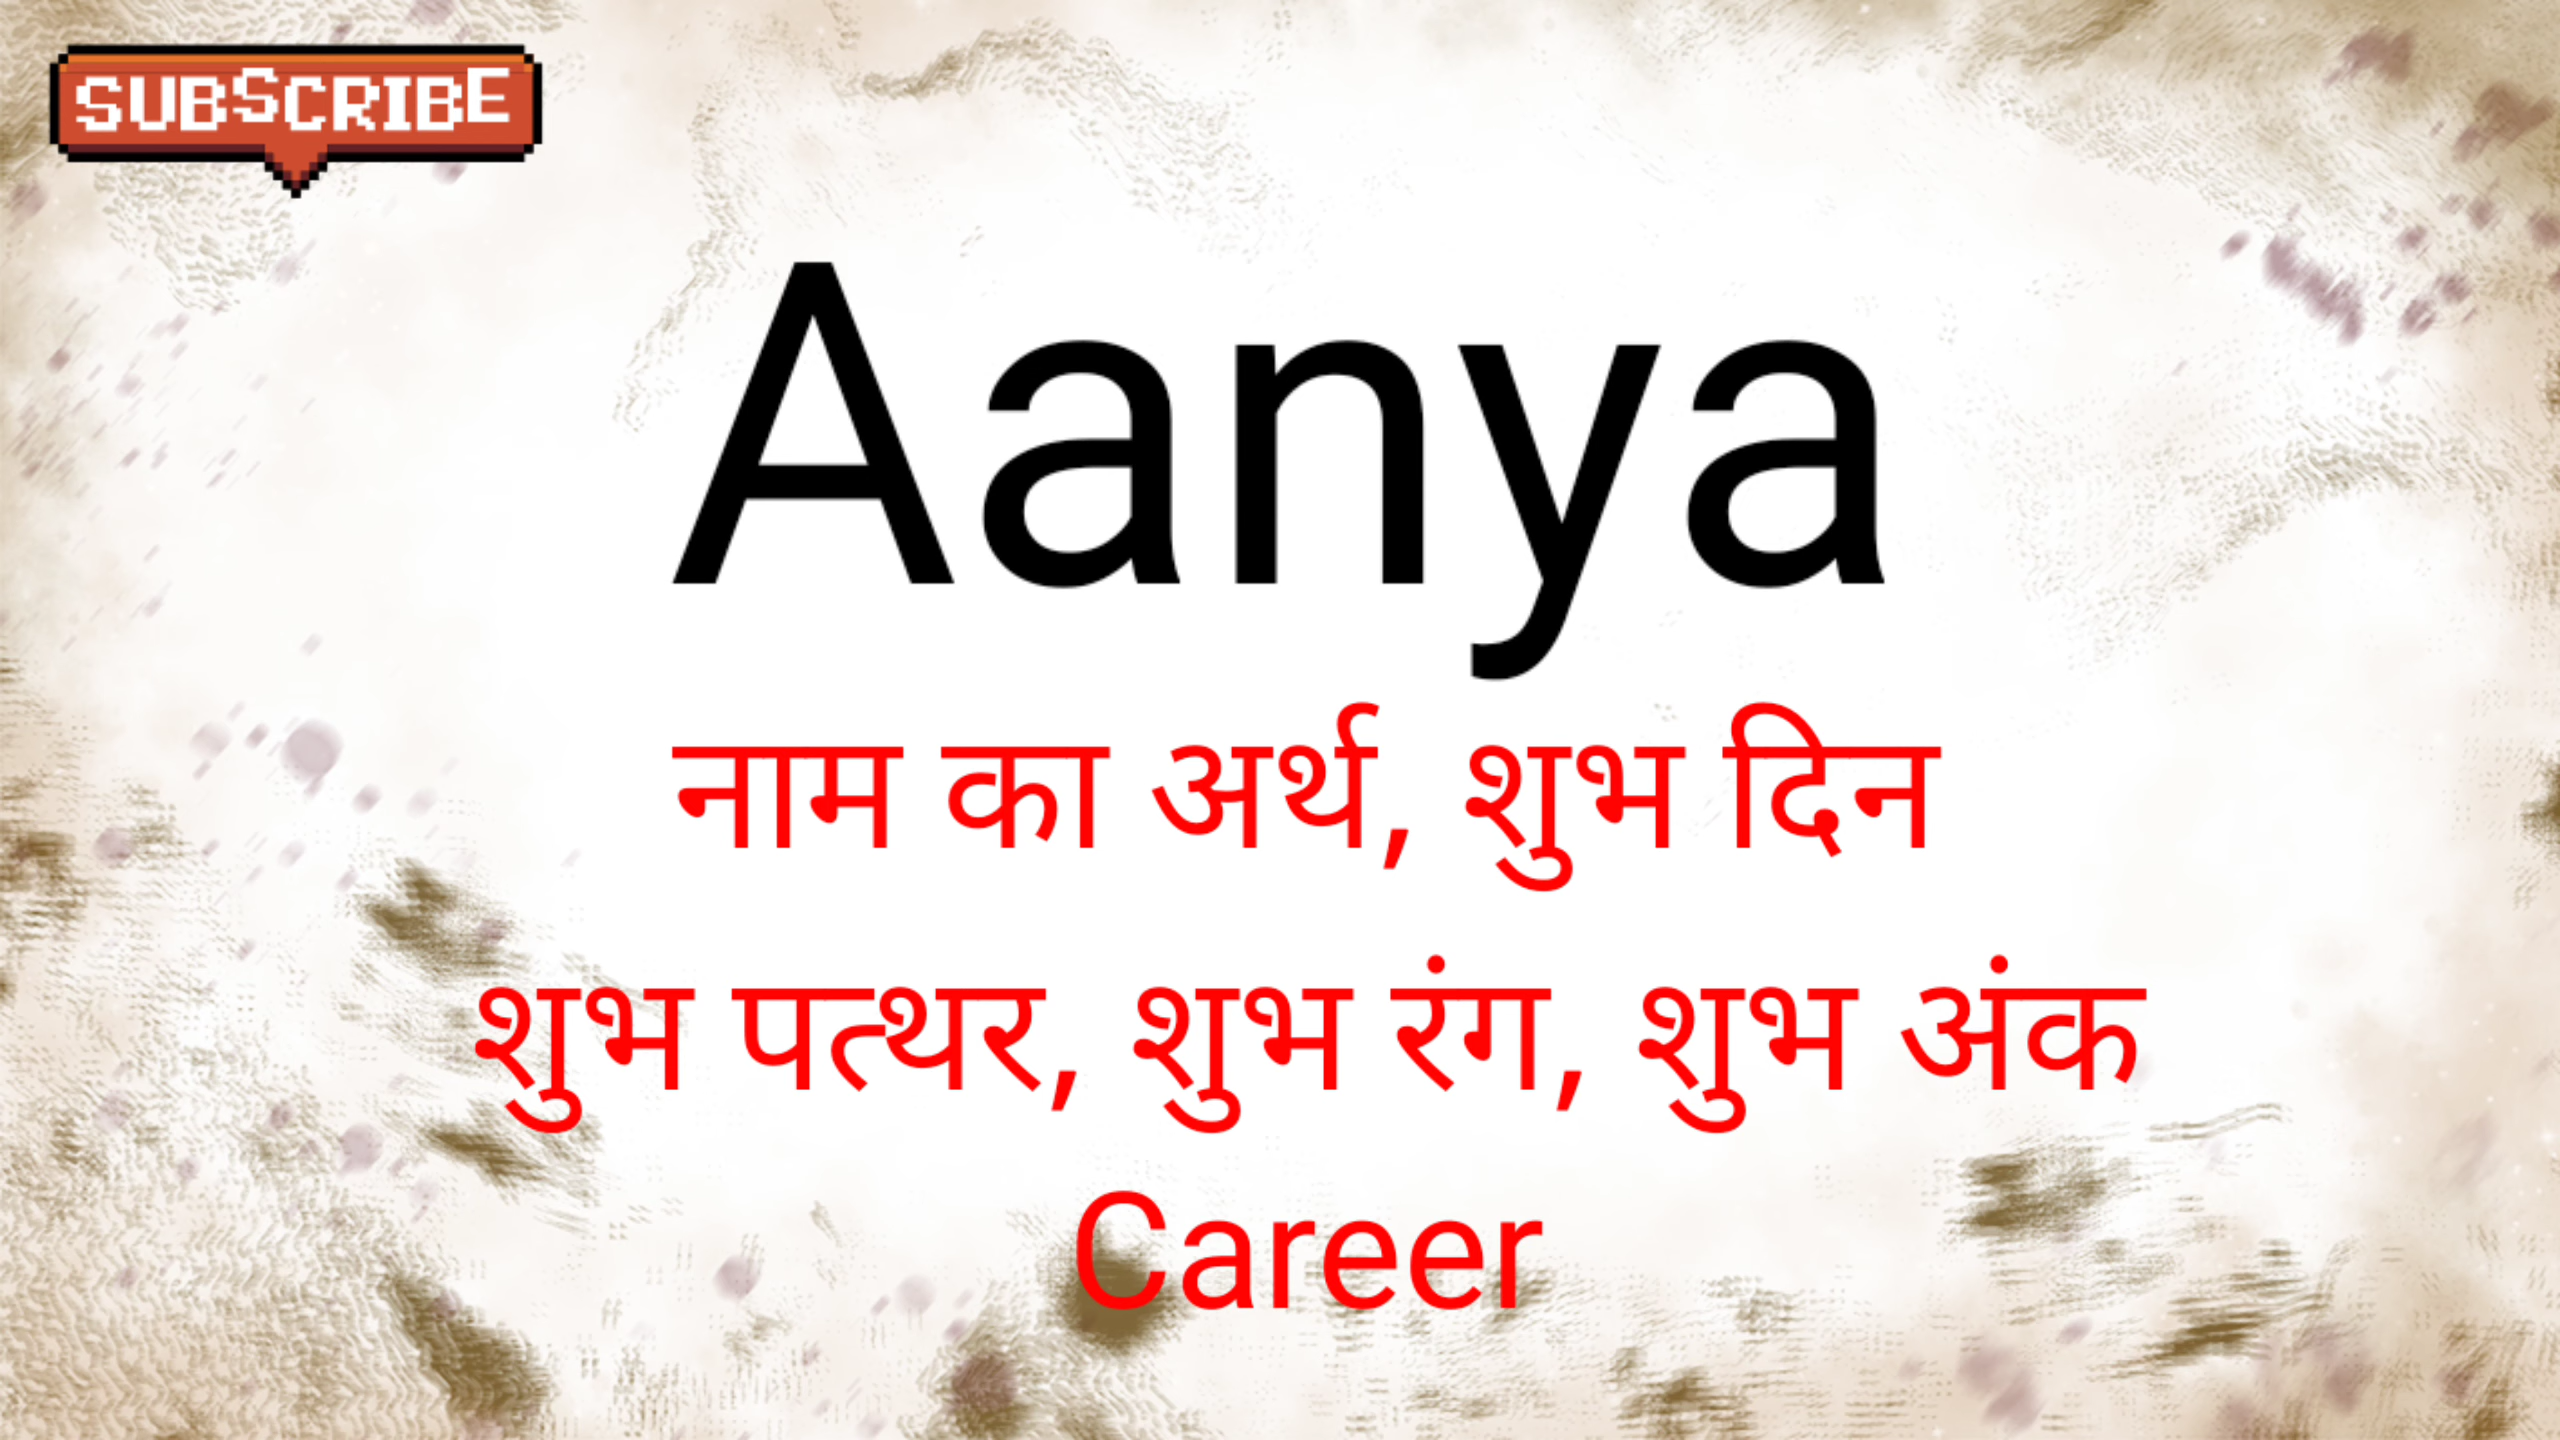 SUBSCRIBE
Aanya
नाम का अर्थ, शुभ दिन
शुभ पत्थर, शुभ रंग, शुभ अंक
Career